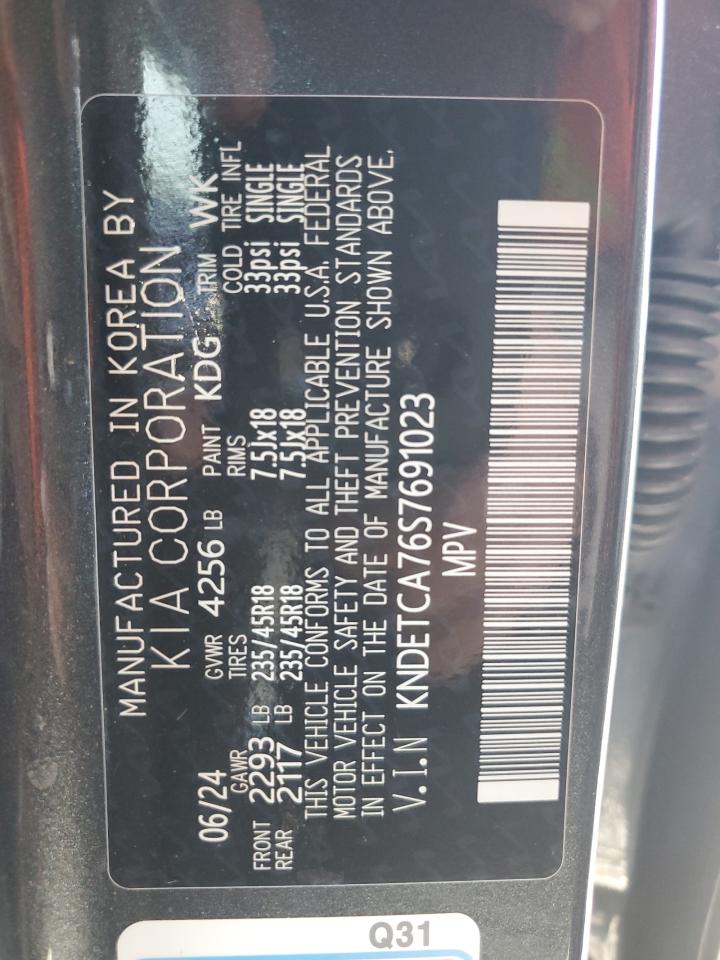 MANUFACTURED IN KOREA BY
KIA CORPORATION
06/24 GVWR 4256 LB PAINT KDG TRIM WK
GAWR TIRES RIMS COLD TIRE INFL
FRONT 2293 LB 235/45R18 7.5Jx18 33psi SINGLE
REAR 2117 LB 235/45R18 7.5Jx18 33psi SINGLE
THIS VEHICLE CONFORMS TO ALL APPLICABLE U.S.A. FEDERAL
MOTOR VEHICLE SAFETY AND THEFT PREVENTION STANDARDS
IN EFFECT ON THE DATE OF MANUFACTURE SHOWN ABOVE.
V.I.N KNDETCA76S7691023
MPV
Q31